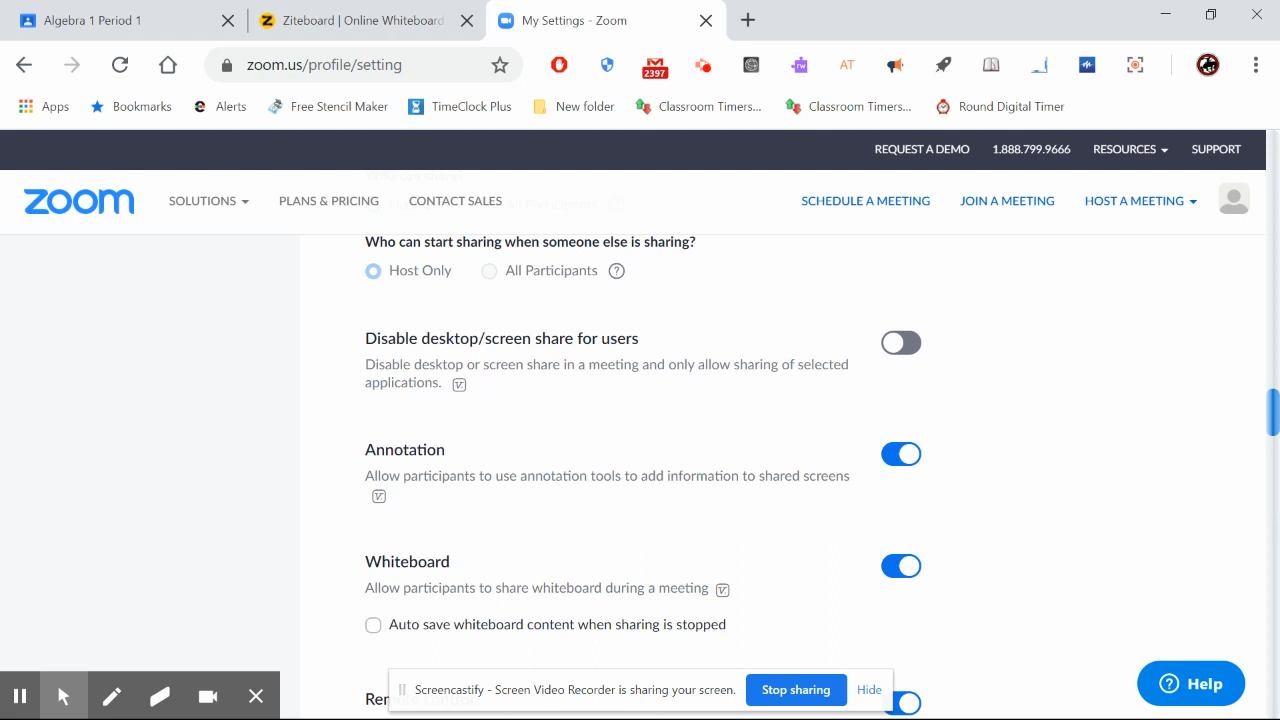 Algebra 1 Period 1
Ziteboard | Online Whiteboard
My Settings - Zoom
zoom.us/profile/setting
2397
rw
AT
Apps
Bookmarks
Alerts
Free Stencil Maker
TimeClock Plus
New folder
Classroom Timers...
Classroom Timers...
Round Digital Timer
REQUEST A DEMO
1.888.799.9666
RESOURCES
SUPPORT
zoom
SOLUTIONS
PLANS & PRICING
CONTACT SALES
SCHEDULE A MEETING
JOIN A MEETING
HOST A MEETING
Who can start sharing when someone else is sharing?
Host Only
All Participants
Disable desktop/screen share for users
Disable desktop or screen share in a meeting and only allow sharing of selected
applications.
Annotation
Allow participants to use annotation tools to add information to shared screens
Whiteboard
Allow participants to share whiteboard during a meeting
Auto save whiteboard content when sharing is stopped
Screencastify - Screen Video Recorder is sharing your screen.
Stop sharing
Hide
Help